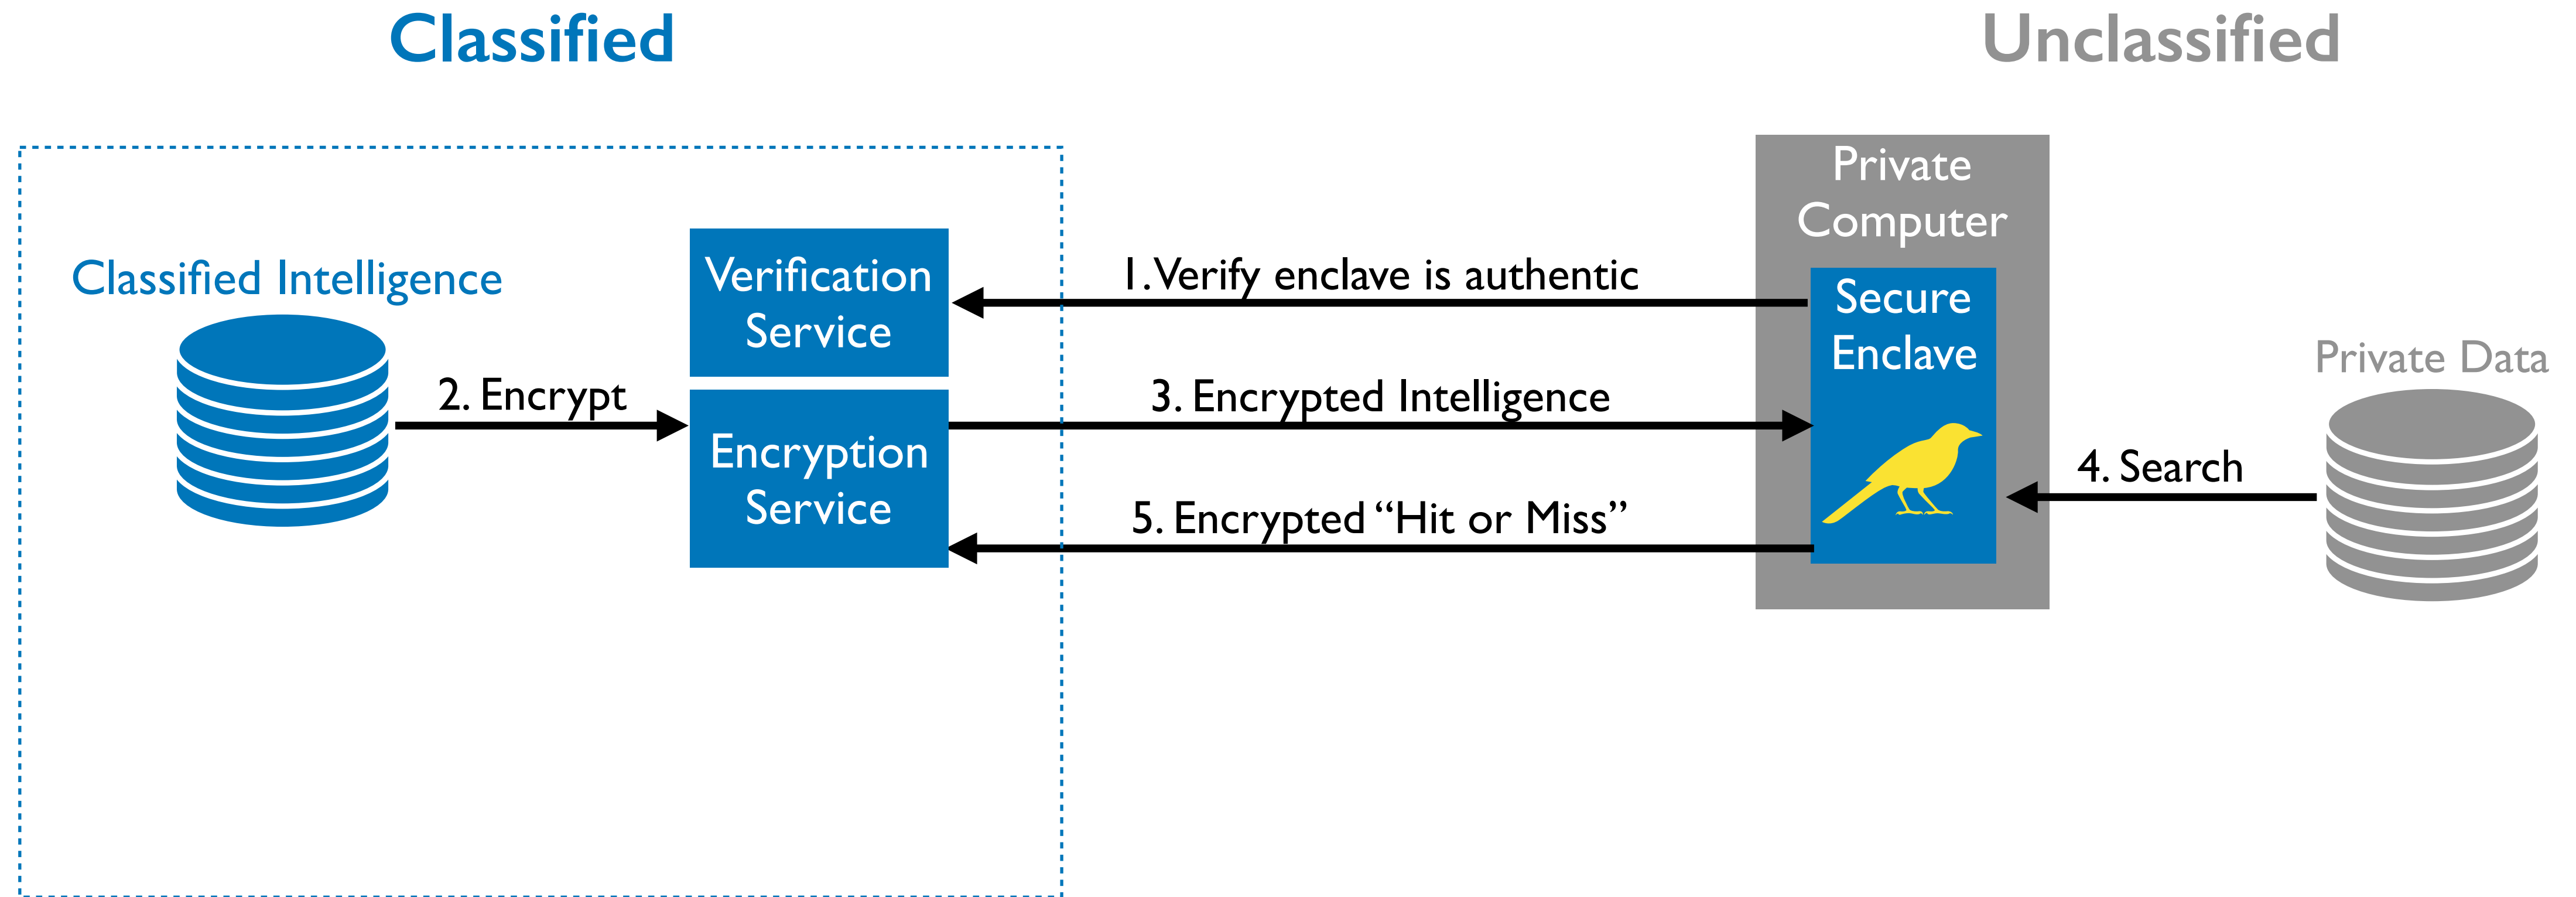 Classified
Unclassified
Classified Intelligence
2. Encrypt
Verification
Service
Encryption
Service
1. Verify enclave is authentic
3. Encrypted Intelligence
5. Encrypted “Hit or Miss”
Private
Computer
Secure
Enclave
4. Search
Private Data